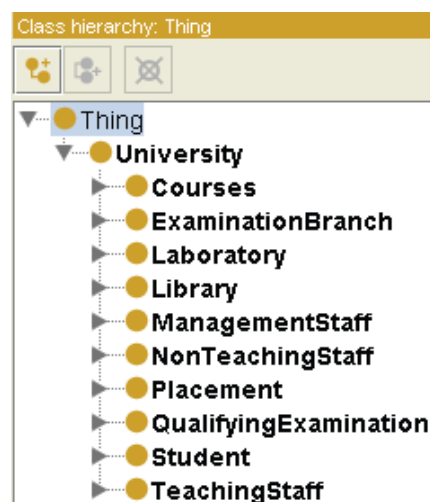 Class hierarchy: Thing
Thing
University
Courses
ExaminationBranch
Laboratory
Library
ManagementStaff
NonTeachingStaff
Placement
QualifyingExamination
Student
TeachingStaff